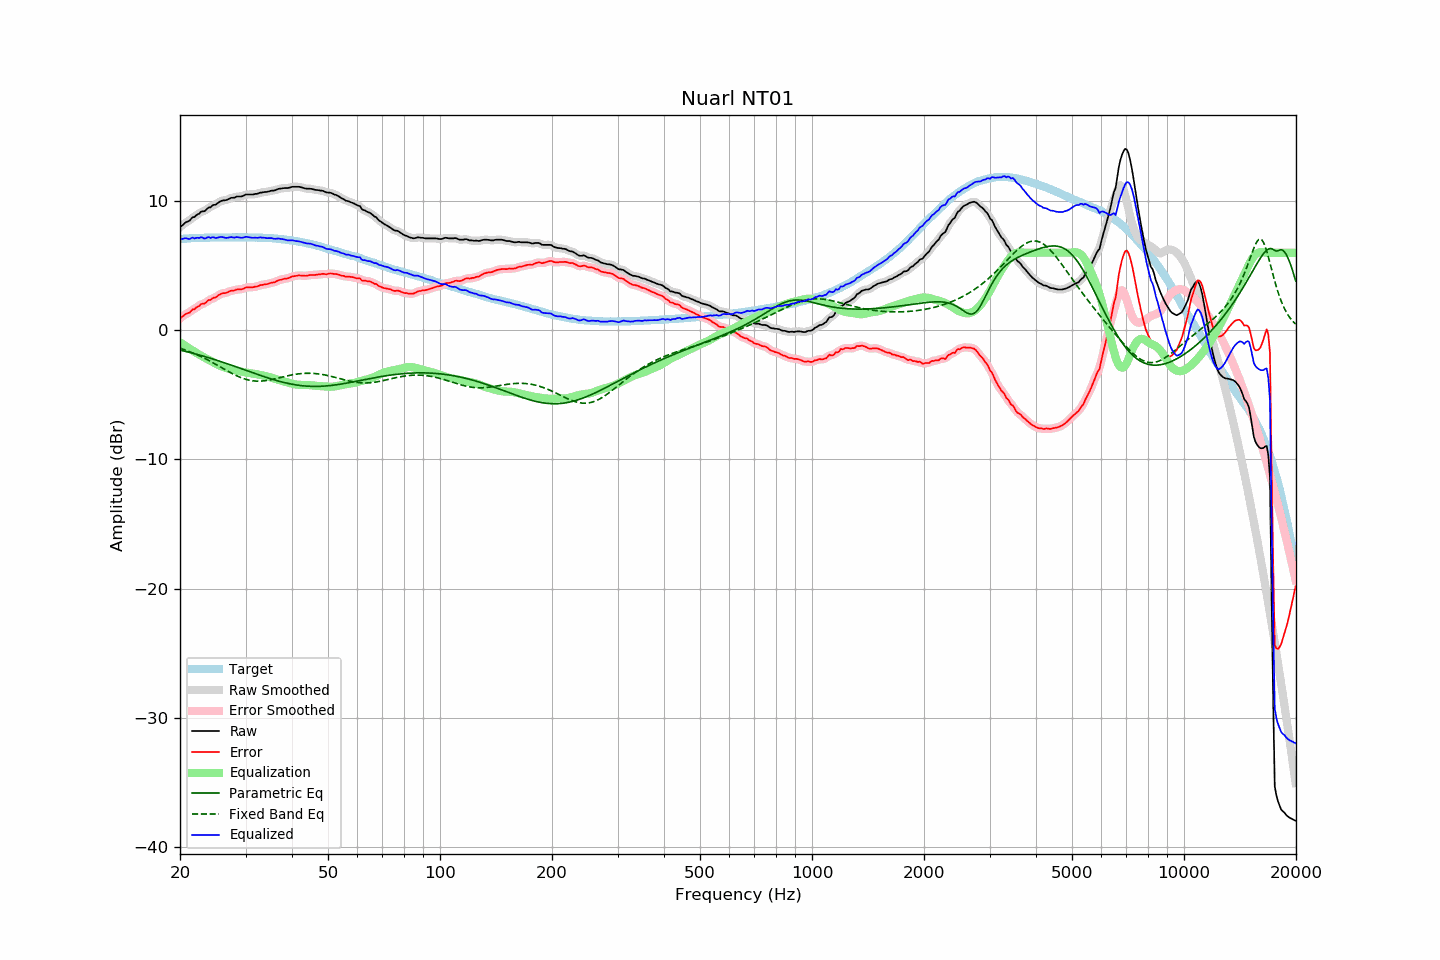 Nuarl NT01
Amplitude (dBr)
10
0
−10
−20
−30
−40
Target
Raw Smoothed
Error Smoothed
Raw
Error
Equalization
Parametric Eq
Fixed Band Eq
Equalized
20 50 100 200 500 1000 2000 5000 10000 20000
Frequency (Hz)